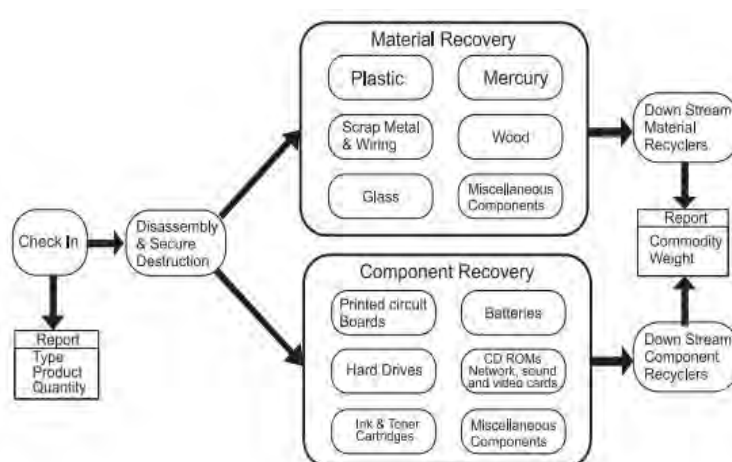 Check In
Report
Type
Product
Quantity
Disassembly
& Secure
Destruction
Material Recovery
Plastic
Mercury
Scrap Metal
& Wiring
Wood
Glass
Miscellaneous
Components
Component Recovery
Printed circuit
Boards
Batteries
Hard Drives
CD ROMs
Network, sound
and video cards
Ink & Toner
Cartridges
Miscellaneous
Components
Down Stream
Material
Recyclers
Report
Commodity
Weight
Down Stream
Component
Recyclers